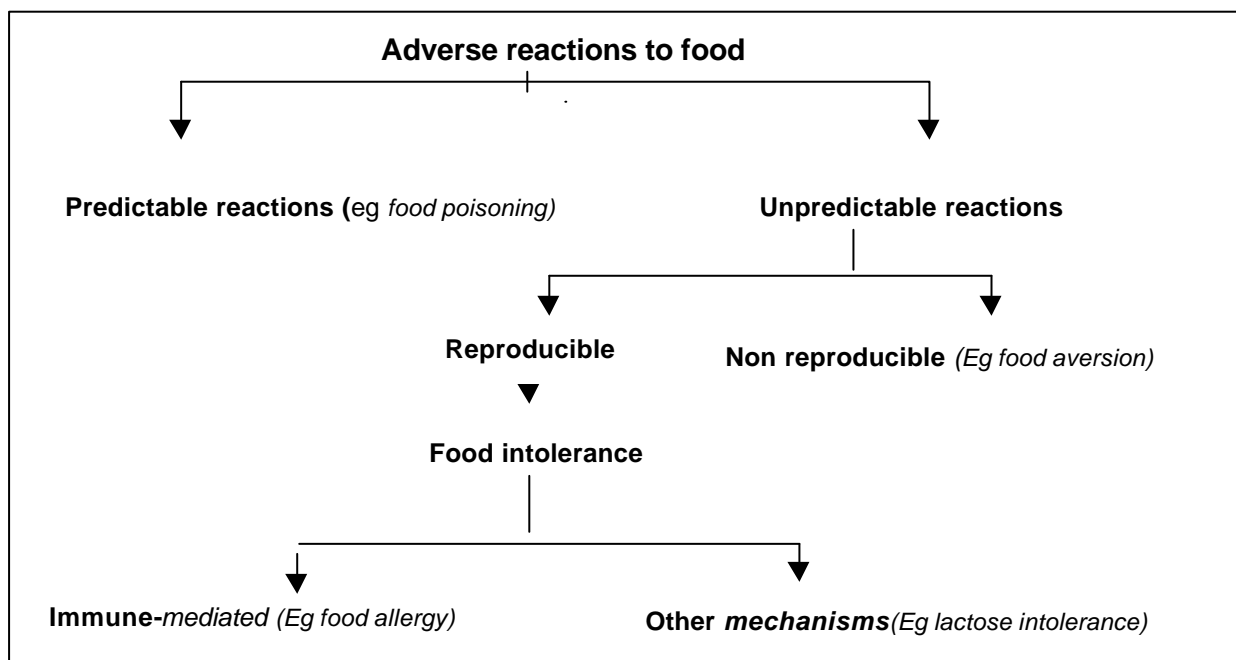 Adverse reactions to food
Predictable reactions (eg food poisoning)
Unpredictable reactions
Reproducible
Non reproducible (Eg food aversion)
Food intolerance
Immune-mediated (Eg food allergy)
Other mechanisms(Eg lactose intolerance)